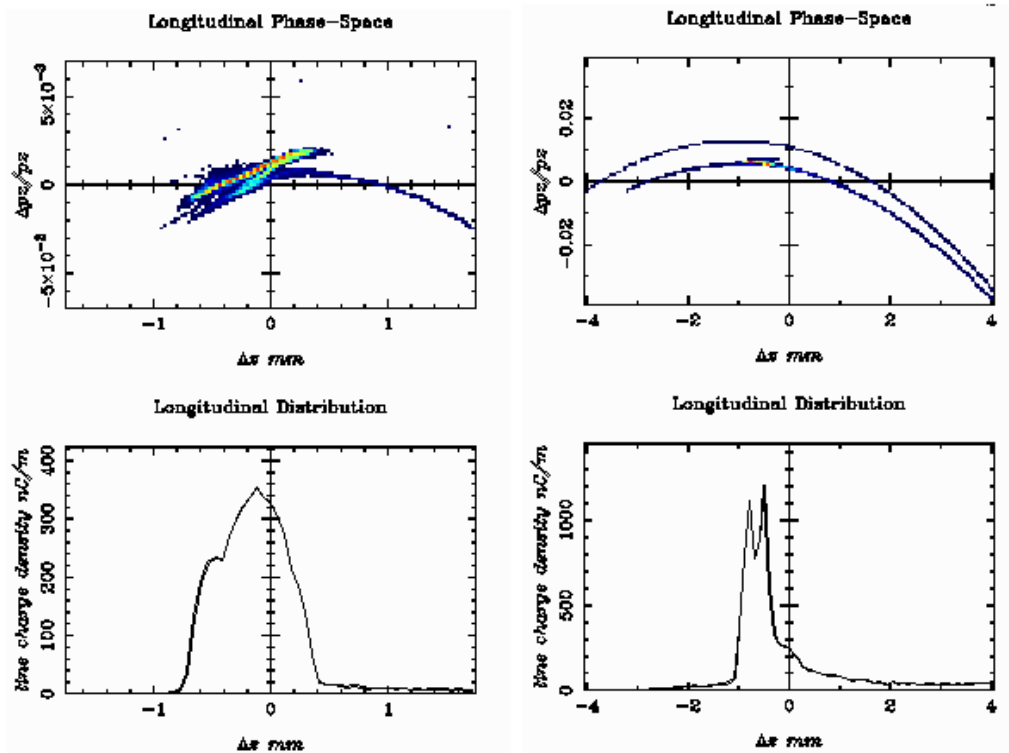 Longitudinal Phase-Space
Δpz/pz
5×10⁻³
0
−5×10⁻³
−1
0
1
Δz mm
Longitudinal Phase-Space
Δpz/pz
0.02
0
−0.02
−4
−2
0
2
4
Δz mm
Longitudinal Distribution
line charge density nC/m
400
300
200
100
0
−1
0
1
Δz mm
Longitudinal Distribution
line charge density nC/m
1000
500
0
−4
−2
0
2
4
Δz mm